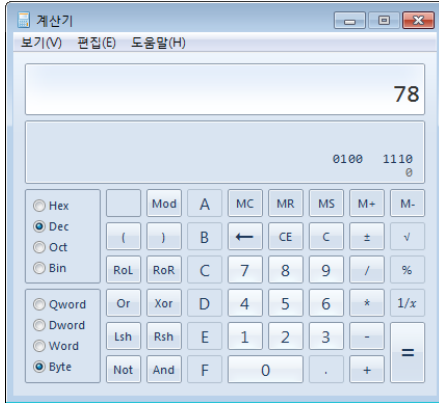 계산기
보기(V) 편집(E) 도움말(H)
78
0100 1110
0
Hex Mod A MC MR MS M+ M-
Dec ( ) B ← CE C ± √
Oct
Bin RoL RoR C 7 8 9 / %
Qword Or Xor D 4 5 6 * 1/x
Dword
Word Lsh Rsh E 1 2 3 - =
Byte Not And F 0 . +